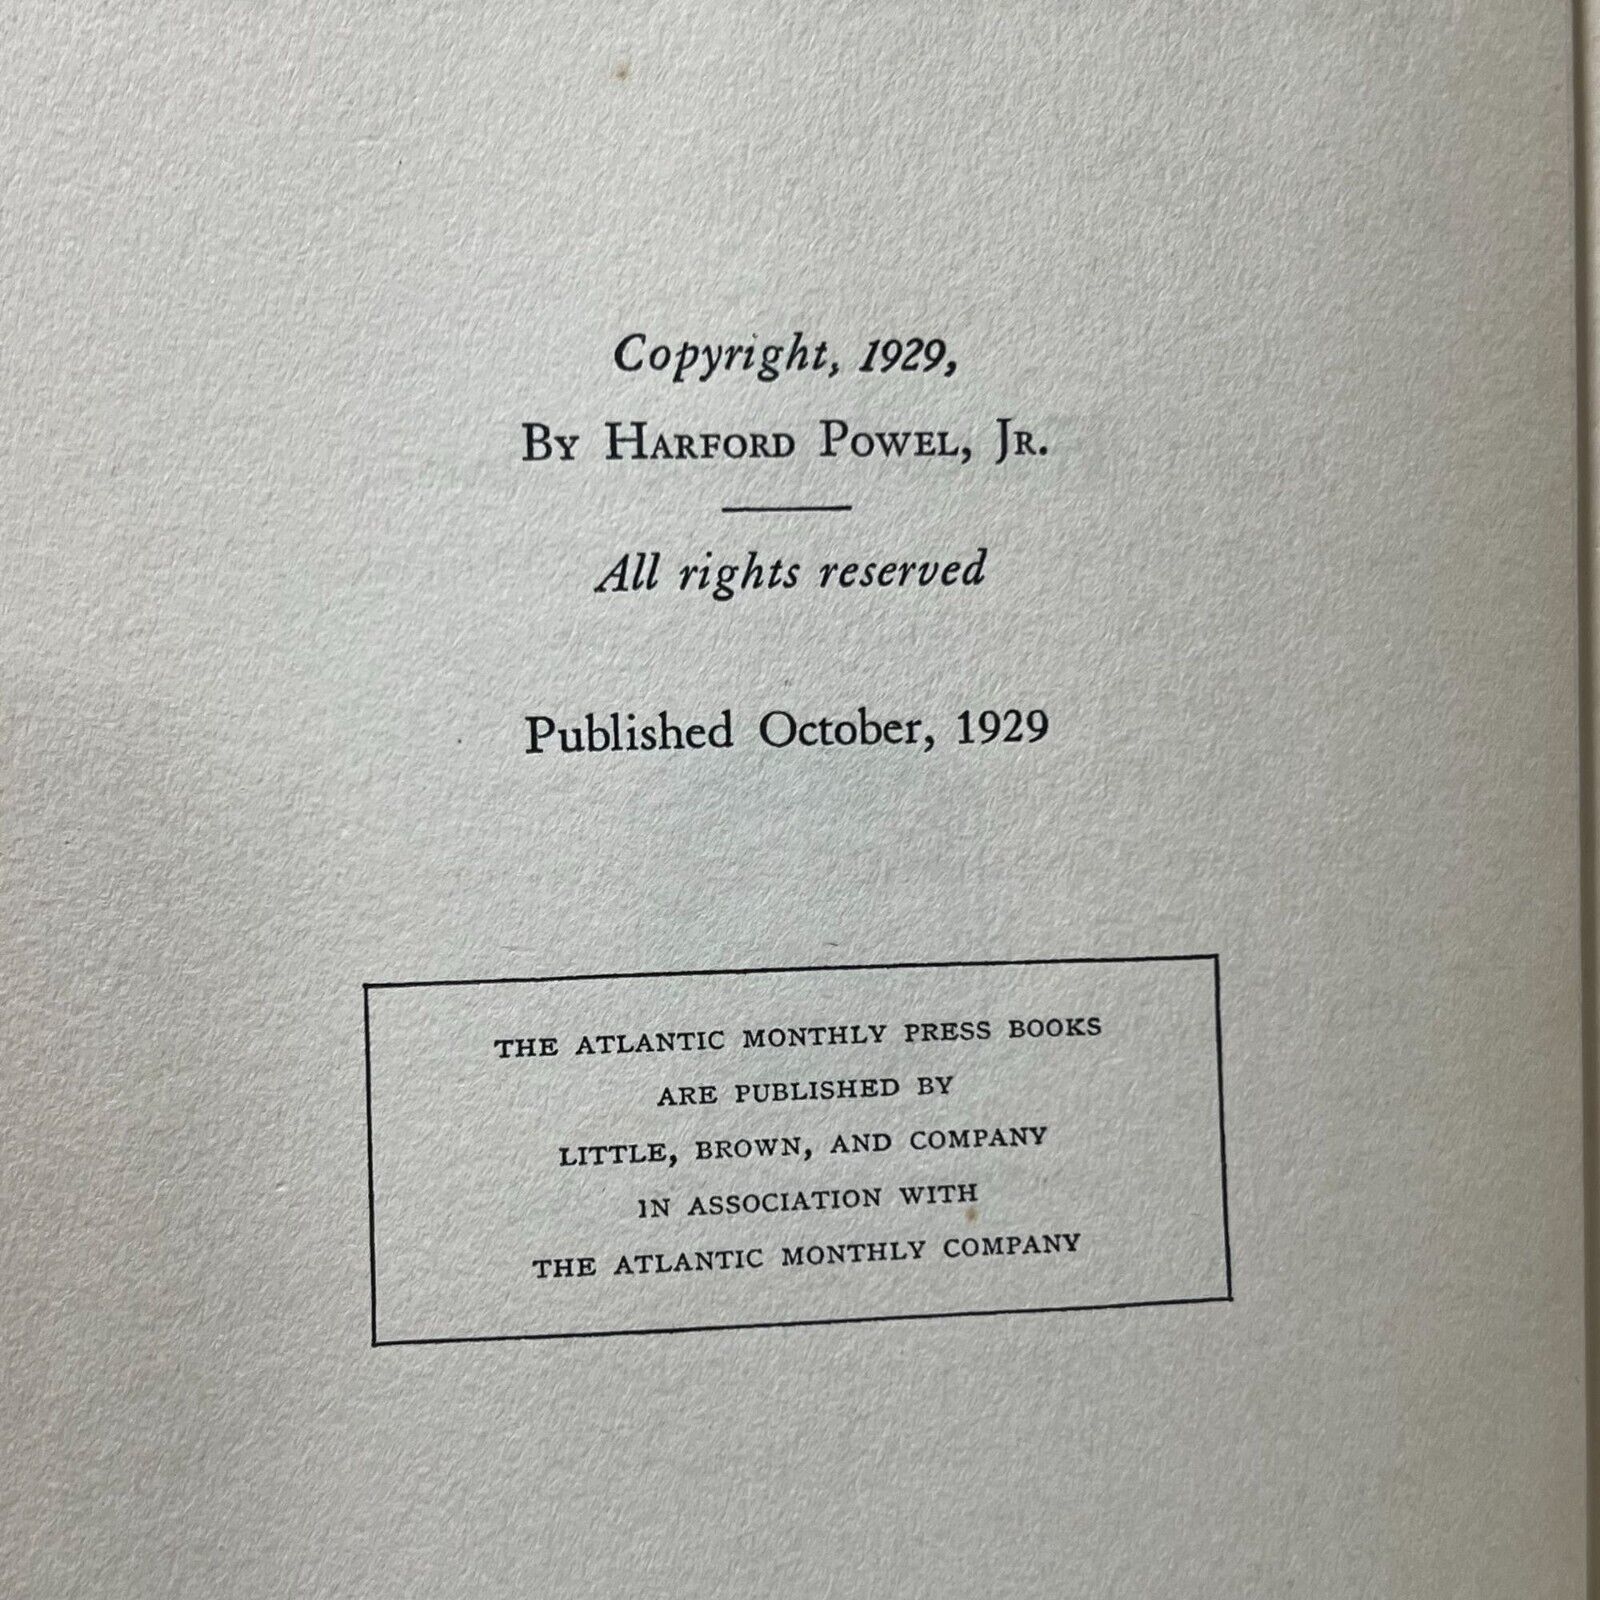 Copyright, 1929,
By Harford Powel, Jr.
All rights reserved
Published October, 1929
THE ATLANTIC MONTHLY PRESS BOOKS
ARE PUBLISHED BY
LITTLE, BROWN, AND COMPANY
IN ASSOCIATION WITH
THE ATLANTIC MONTHLY COMPANY